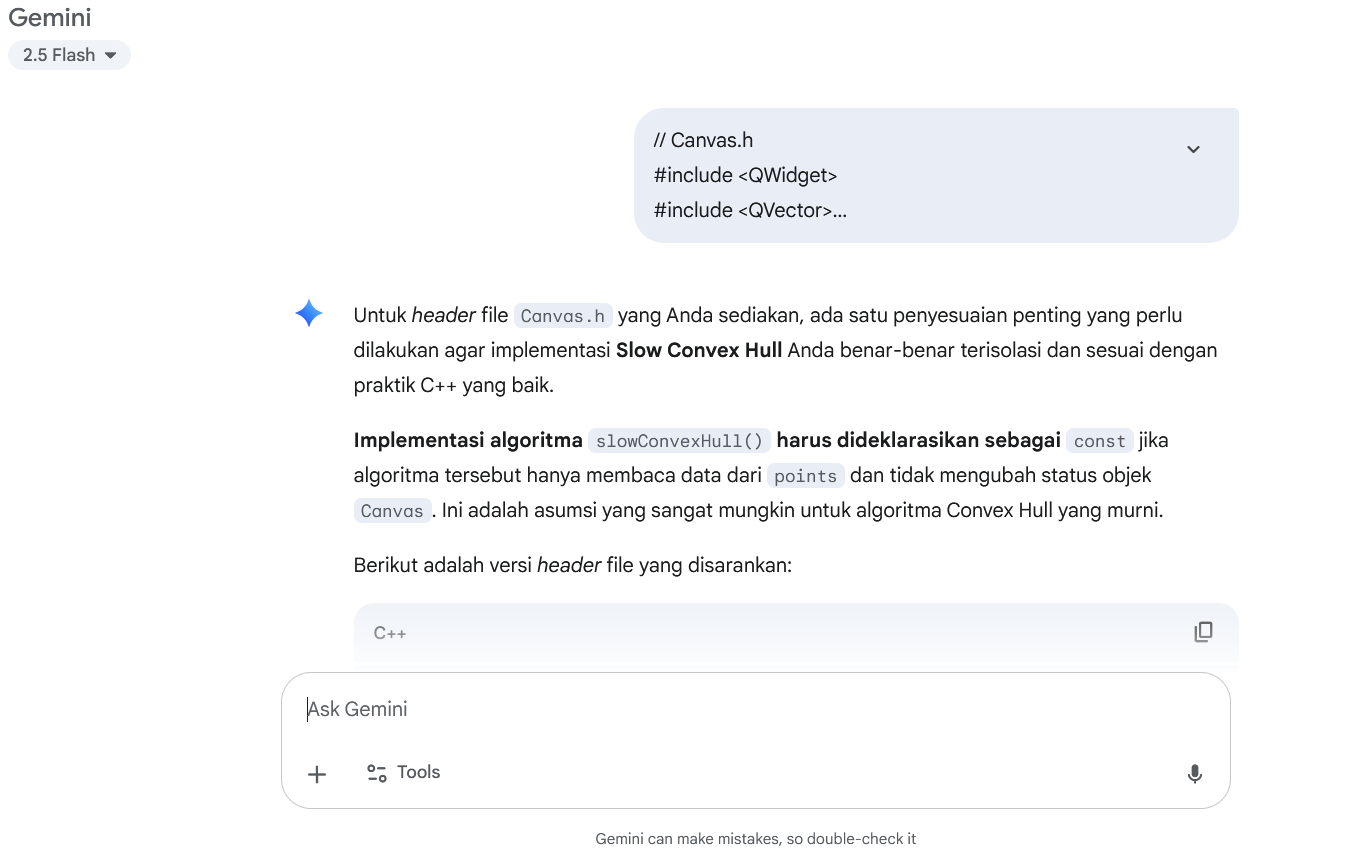 Gemini
2.5 Flash
// Canvas.h
#include <QWidget>
#include <QVector>...
Untuk header file Canvas.h yang Anda sediakan, ada satu penyesuaian penting yang perlu
dilakukan agar implementasi Slow Convex Hull Anda benar-benar terisolasi dan sesuai dengan
praktik C++ yang baik.
Implementasi algoritma slowConvexHull() harus dideklarasikan sebagai const jika
algoritma tersebut hanya membaca data dari points dan tidak mengubah status objek
Canvas. Ini adalah asumsi yang sangat mungkin untuk algoritma Convex Hull yang murni.
Berikut adalah versi header file yang disarankan:
C++
Ask Gemini
Tools
Gemini can make mistakes, so double-check it